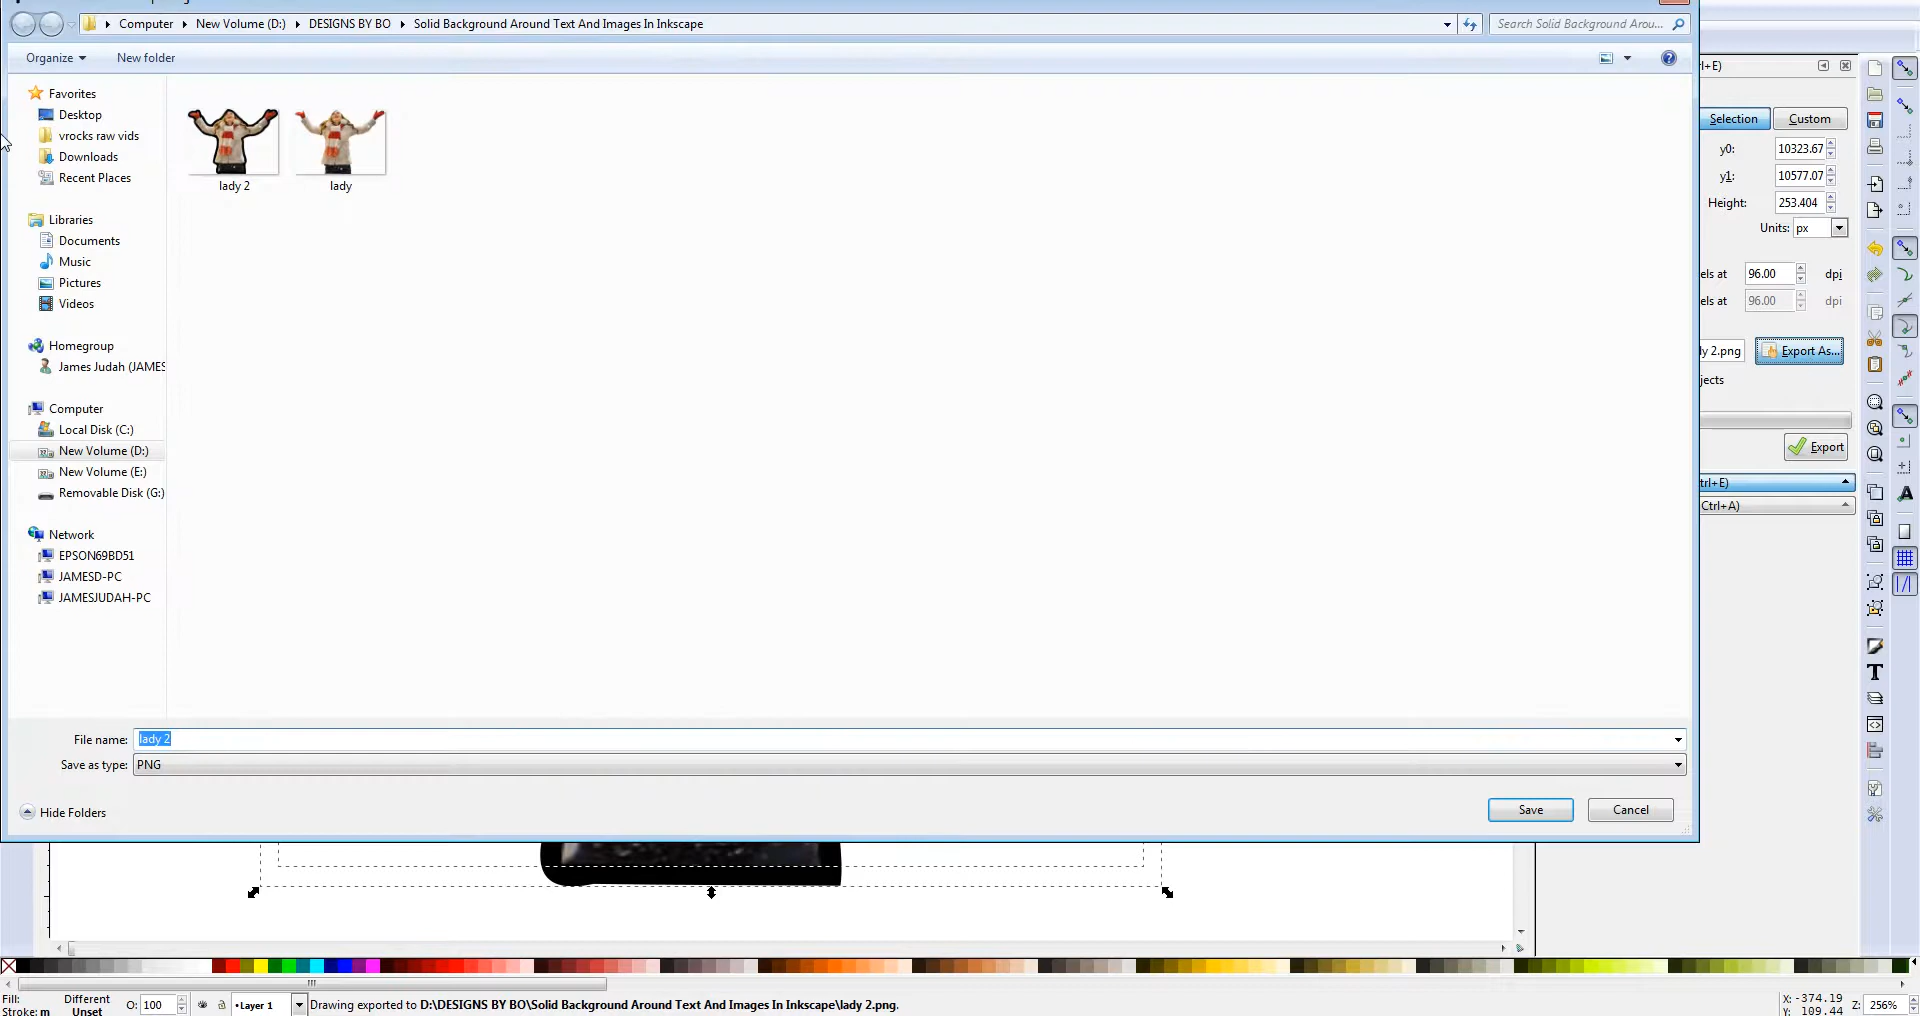 Computer New Volume (D:) DESIGNS BY BO Solid Background Around Text And Images In Inkscape Search Solid Background Arou...
Organize New folder
Favorites
Desktop
vrocks raw vids
Downloads
Recent Places
Libraries
Documents
Music
Pictures
Videos
Homegroup
James Judah (JAMES
Computer
Local Disk (C:)
New Volume (D:)
New Volume (E:)
Removable Disk (G:)
Network
EPSON69BD51
JAMESD-PC
JAMESJUDAH-PC
lady 2 lady
File name: lady 2
Save as type: PNG
Hide Folders
Save Cancel
rl+E)
Selection Custom
y0: 10323.67
y1: 10577.07
Height: 253.404
Units: px
els at 96.00 dpi
els at 96.00 dpi
ly 2.png Export As...
jects
Export
trl+E)
Ctrl+A)
Fill: Different
Stroke: m Unset
O: 100
•Layer 1
Drawing exported to D:\DESIGNS BY BO\Solid Background Around Text And Images In Inkscape\lady 2.png.
X: -374.19
Y: 109.44
Z: 256%